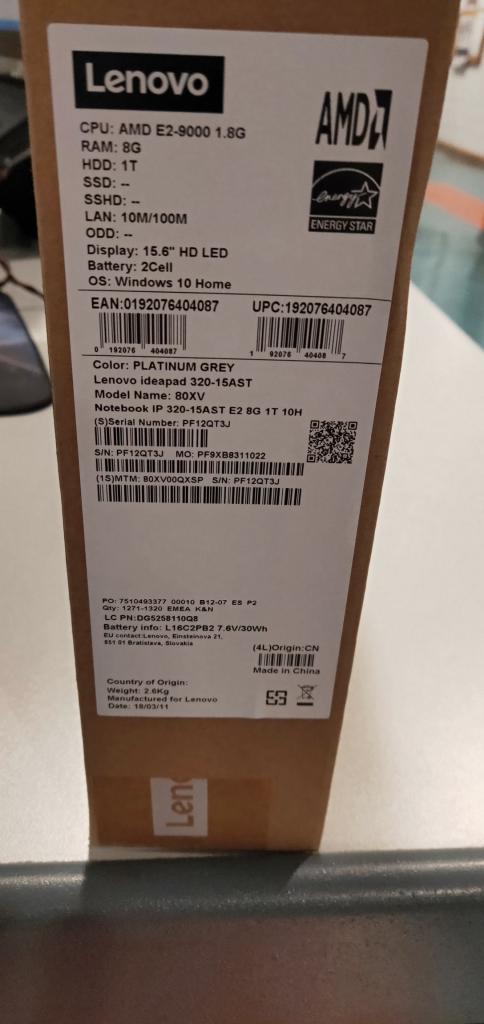 Lenovo
AMD
CPU: AMD E2-9000 1.8G
RAM: 8G
HDD: 1T
SSD: --
SSHD: --
LAN: 10M/100M
ODD: --
Display: 15.6" HD LED
Battery: 2Cell
OS: Windows 10 Home
energy
ENERGY STAR
EAN:0192076404087
UPC:192076404087
0 192076 404087
1 92076 40408 7
Color: PLATINUM GREY
Lenovo ideapad 320-15AST
Model Name: 80XV
Notebook IP 320-15AST E2 8G 1T 10H
(S)Serial Number: PF12QT3J
S/N: PF12QT3J MO: PF9XB8311022
(1S)MTM: 80XV00QXSP S/N: PF12QT3J
PO: 7510493377 00010 B12-07 ES P2
Qty: 1271-1320 EMEA K&N
LC PN:DG5258110Q8
Battery info: L16C2PB2 7.6V/30Wh
EU contact:Lenovo, Einsteinova 21,
851 01 Bratislava, Slovakia
(4L)Origin:CN
Made in China
Country of Origin:
Weight: 2.6Kg
Manufactured for Lenovo
Date: 18/03/11
Leno